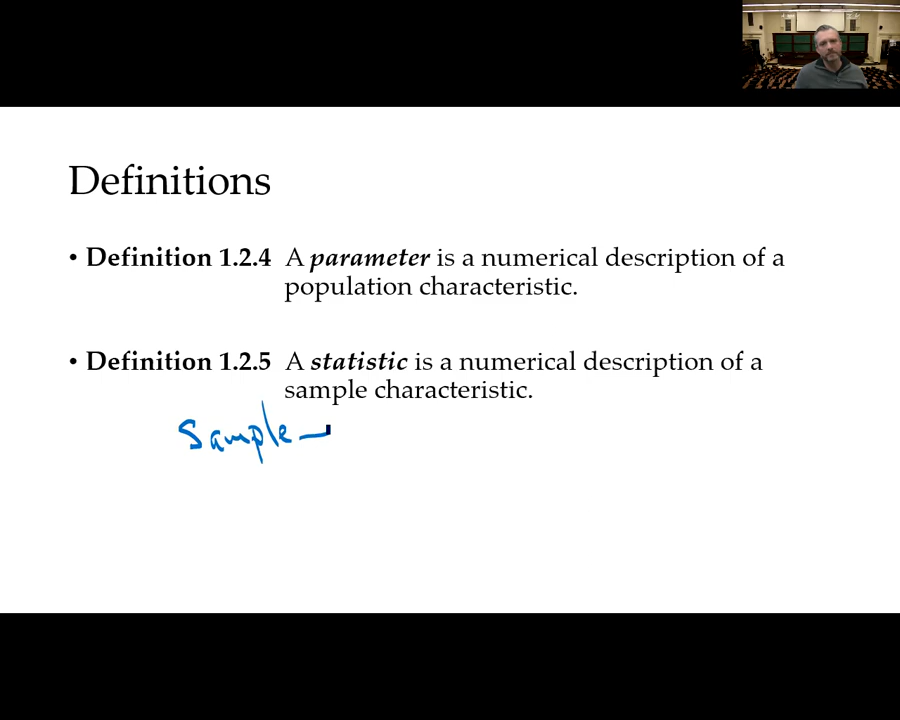 Definitions
• Definition 1.2.4 A parameter is a numerical description of a
population characteristic.
• Definition 1.2.5 A statistic is a numerical description of a
sample characteristic.
Sample —